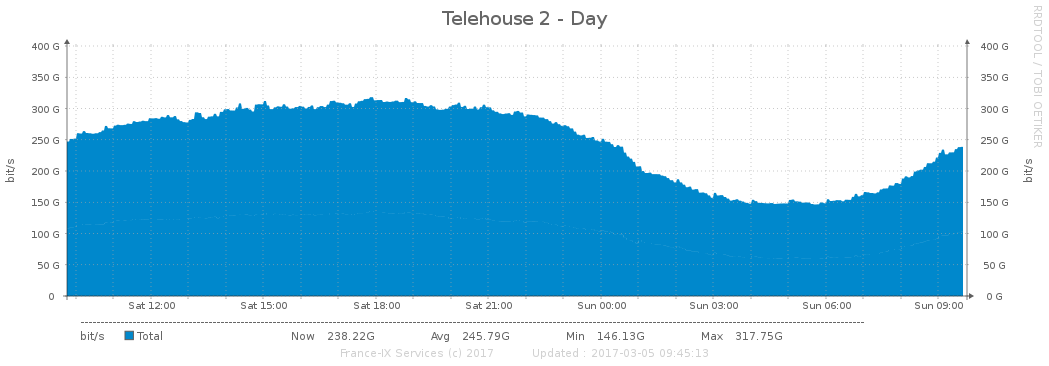 Telehouse 2 - Day
RRDTOOL / TOBI OETIKER
bit/s
400 G 400 G
350 G 350 G
300 G 300 G
250 G 250 G
200 G 200 G
150 G 150 G
100 G 100 G
50 G 50 G
0 0 G
bit/s
Sat 12:00 Sat 15:00 Sat 18:00 Sat 21:00 Sun 00:00 Sun 03:00 Sun 06:00 Sun 09:00
bit/s Total Now 238.22G Avg 245.79G Min 146.13G Max 317.75G
France-IX Services (c) 2017 Updated : 2017-03-05 09:45:13